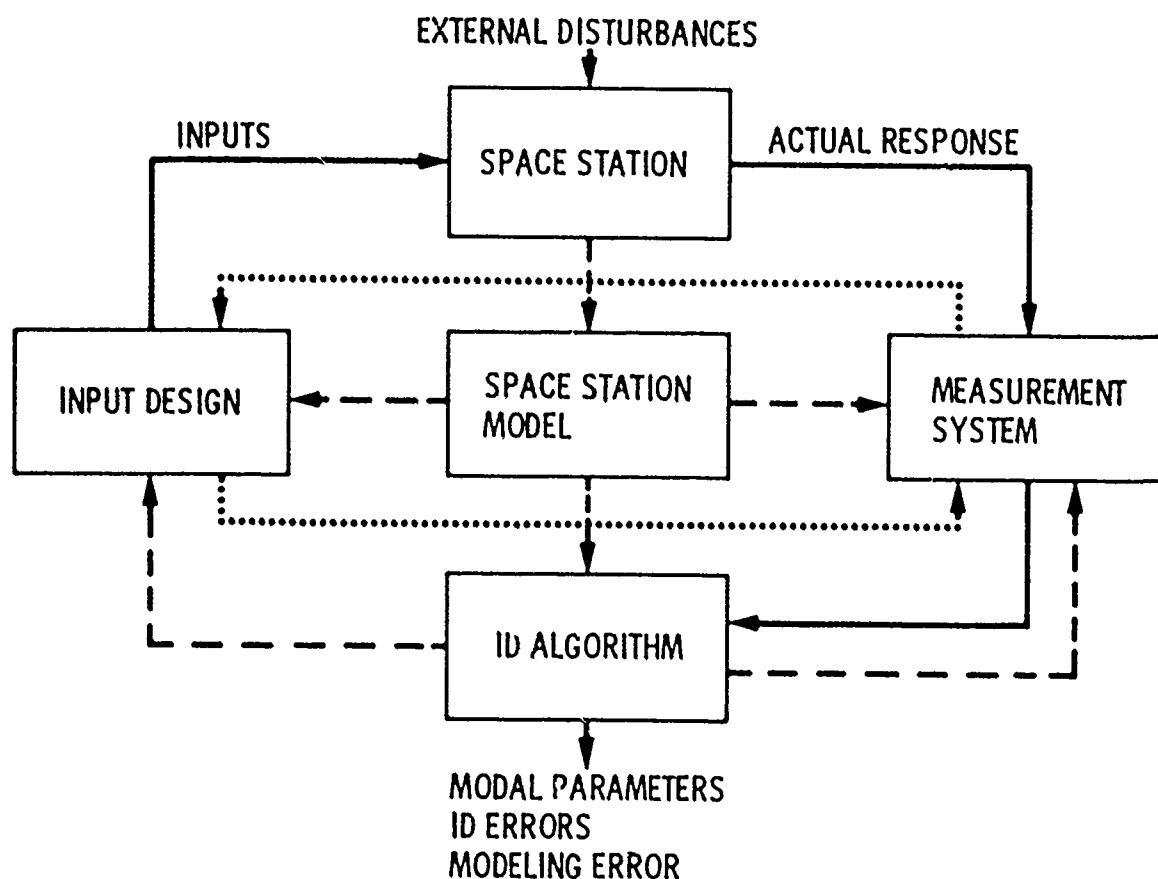 EXTERNAL DISTURBANCES
INPUTS
SPACE STATION
ACTUAL RESPONSE
INPUT DESIGN
SPACE STATION
MODEL
MEASUREMENT
SYSTEM
ID ALGORITHM
MODAL PARAMETERS
ID ERRORS
MODELING ERROR